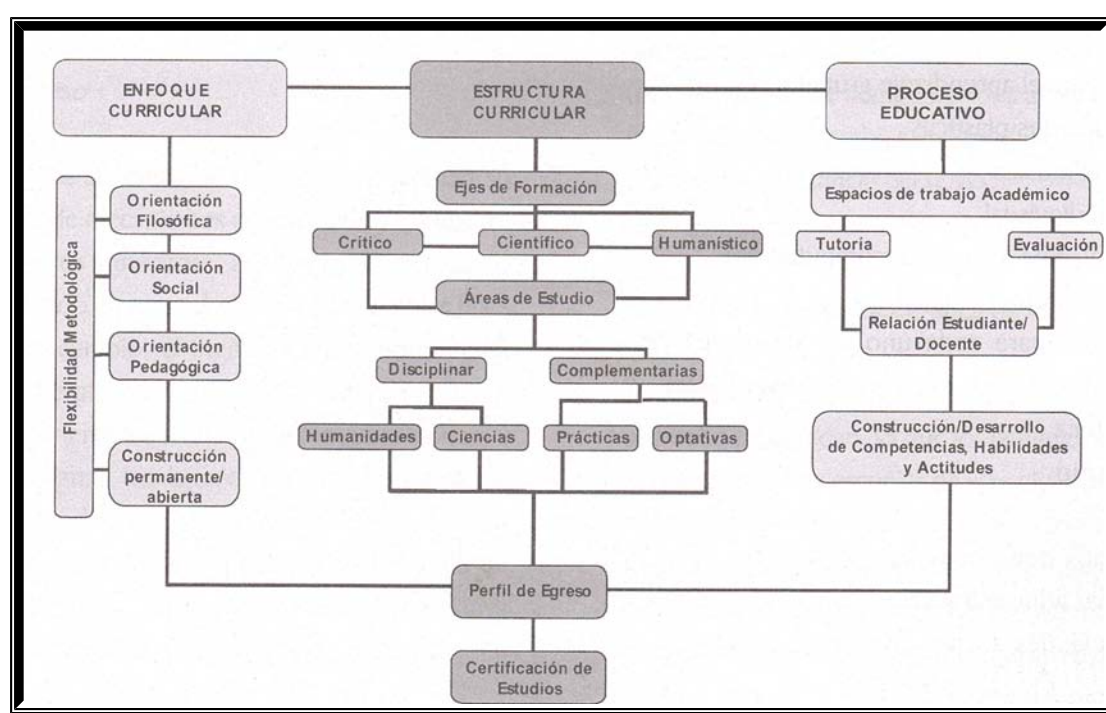 ENFOQUE
CURRICULAR
ESTRUCTURA
CURRICULAR
PROCESO
EDUCATIVO
Flexibilidad Metodológica
Orientación
Filosófica
Orientación
Social
Orientación
Pedagógica
Construcción
permanente/
abierta
Ejes de Formación
Crítico
Científico
Humanístico
Áreas de Estudio
Disciplinar
Complementarias
Humanidades
Ciencias
Prácticas
Optativas
Espacios de trabajo Académico
Tutoria
Evaluación
Relación Estudiante/
Docente
Construcción/Desarrollo
de Competencias, Habilidades
y Actitudes
Perfil de Egreso
Certificación de
Estudios